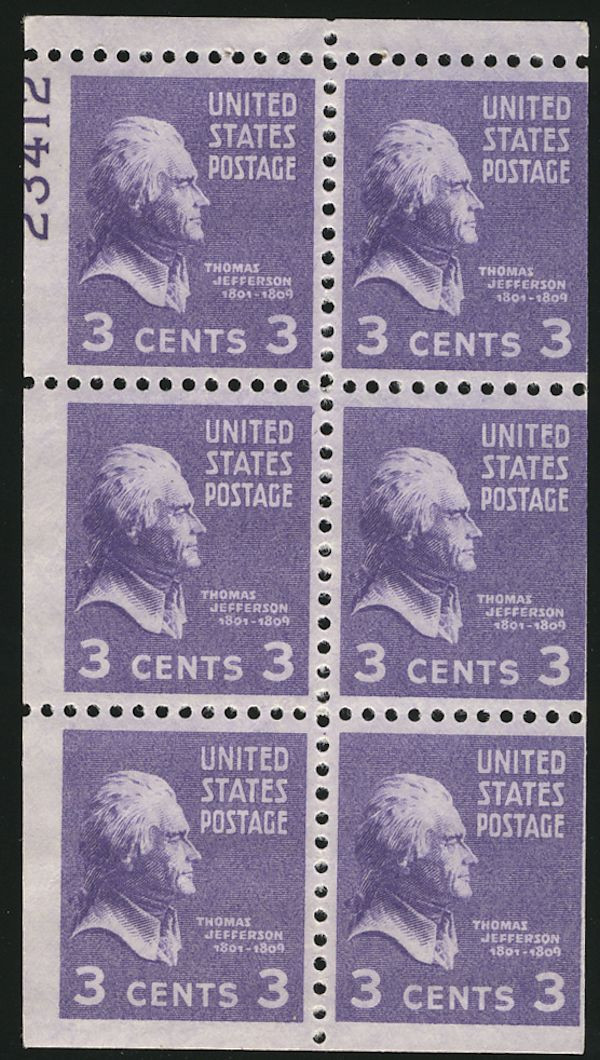 23412
UNITED
STATES
POSTAGE
THOMAS
JEFFERSON
1801-1809
3 CENTS 3
UNITED
STATES
POSTAGE
THOMAS
JEFFERSON
1801-1809
3 CENTS 3
UNITED
STATES
POSTAGE
THOMAS
JEFFERSON
1801-1809
3 CENTS 3
UNITED
STATES
POSTAGE
THOMAS
JEFFERSON
1801-1809
3 CENTS 3
UNITED
STATES
POSTAGE
THOMAS
JEFFERSON
1801-1809
3 CENTS 3
UNITED
STATES
POSTAGE
THOMAS
JEFFERSON
1801-1809
3 CENTS 3